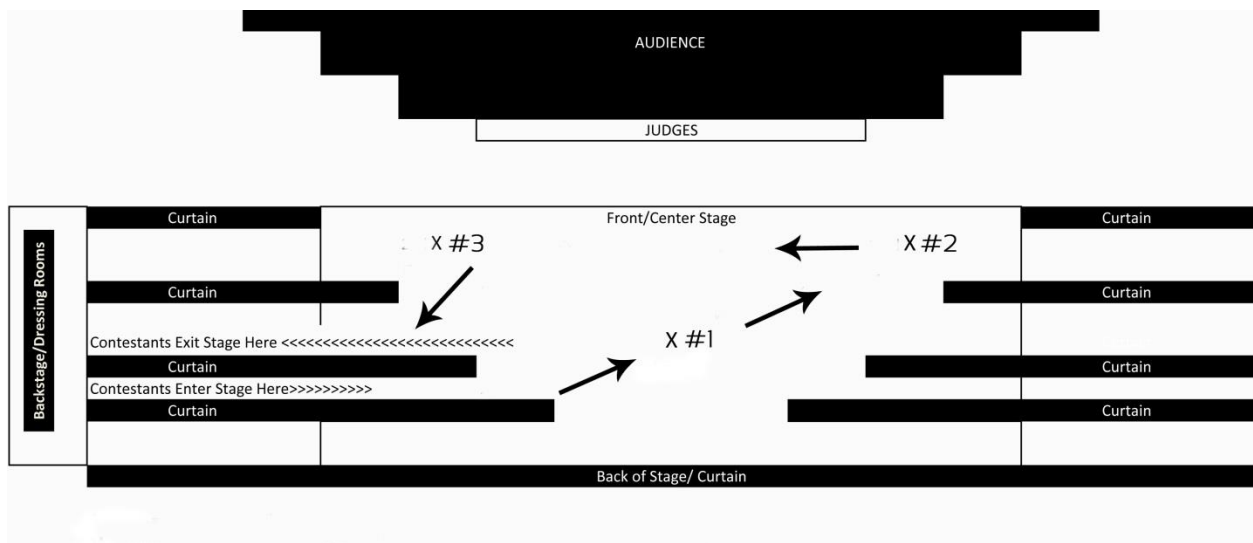 AUDIENCE
JUDGES
Curtain
Front/Center Stage
Curtain
X #3
X #2
Backstage/Dressing Rooms
Curtain
Curtain
X #1
Contestants Exit Stage Here <<<<<<<<<<<<<<<<<<<<<<<<<<<<
Curtain
Curtain
Contestants Enter Stage Here>>>>>>>>>>
Curtain
Curtain
Back of Stage/ Curtain